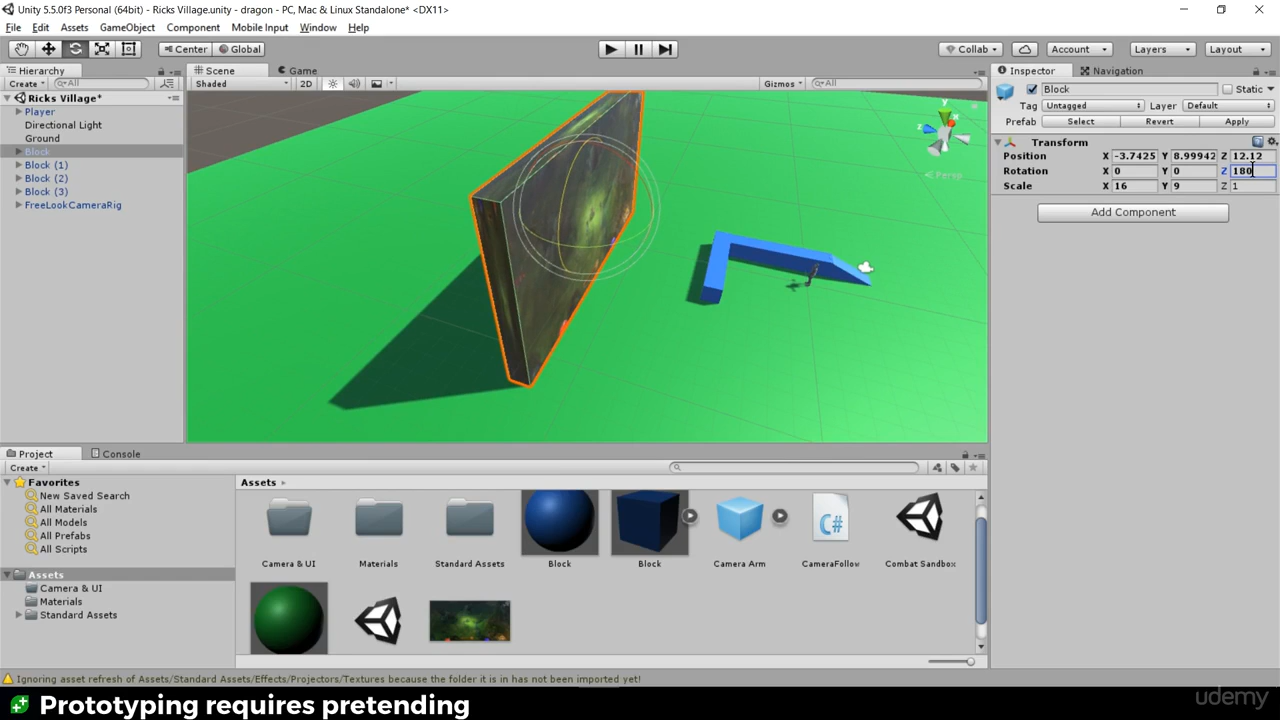 Unity 5.5.0f3 Personal (64bit) - Ricks Village.unity - dragon - PC, Mac & Linux Standalone* <DX11>
File Edit Assets GameObject Component Mobile Input Window Help
Center Global Collab Account Layers Layout
Hierarchy
Create All
Ricks Village*
Player
Directional Light
Ground
Block
Block (1)
Block (2)
Block (3)
FreeLookCameraRig
Scene Game
Shaded 2D Gizmos All
y
x
z
Persp
Inspector Navigation
Block Static
Tag Untagged Layer Default
Prefab Select Revert Apply
Transform
Position X -3.7425 Y 8.99942 Z 12.12
Rotation X 0 Y 0 Z 180
Scale X 16 Y 9 Z 1
Add Component
Project Console
Create
Favorites
New Saved Search
All Materials
All Models
All Prefabs
All Scripts
Assets
Camera & UI
Materials
Standard Assets
Assets
C#
Camera & UI Materials Standard Assets Block Block Camera Arm CameraFollow Combat Sandbox
Ignoring asset refresh of Assets/Standard Assets/Effects/Projectors/Textures because the folder it is in has not been imported yet!
Prototyping requires pretending
udemy